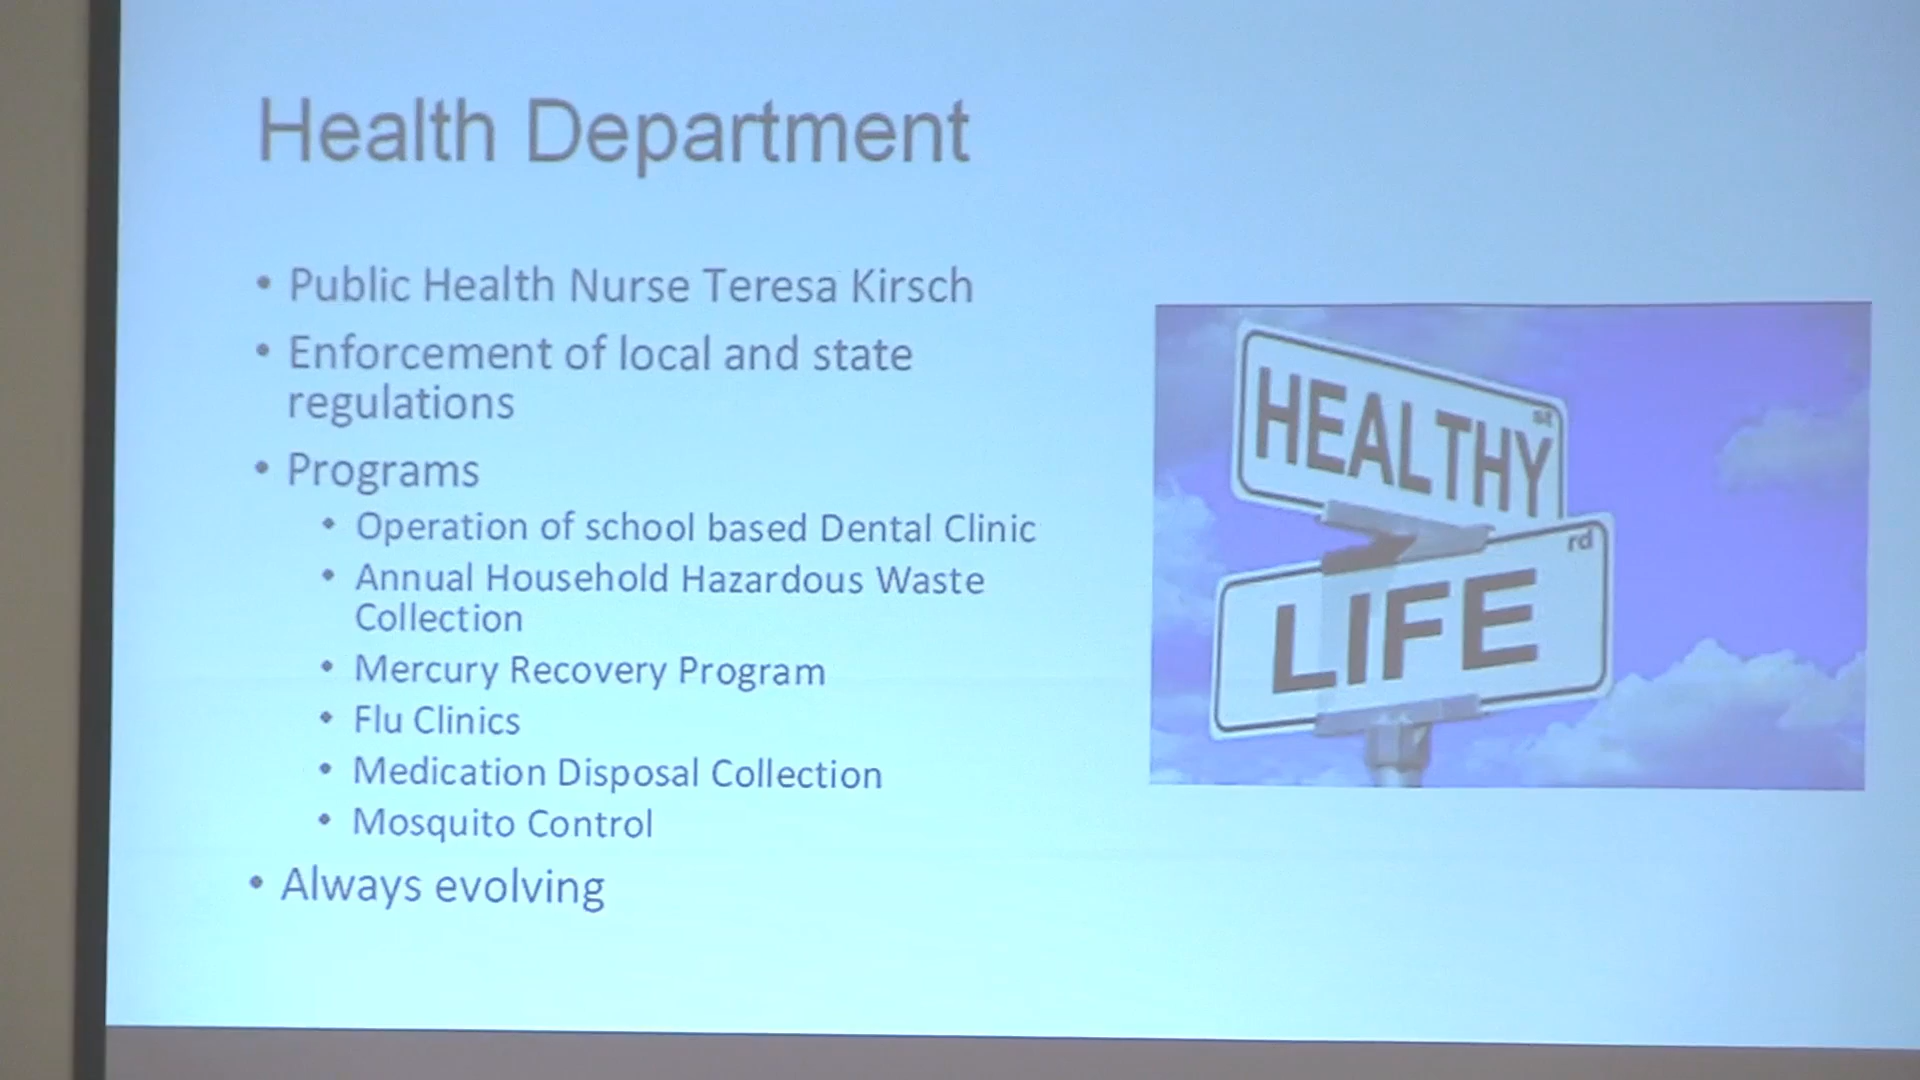 Health Department
• Public Health Nurse Teresa Kirsch
• Enforcement of local and state
regulations
• Programs
• Operation of school based Dental Clinic
• Annual Household Hazardous Waste
Collection
• Mercury Recovery Program
• Flu Clinics
• Medication Disposal Collection
• Mosquito Control
• Always evolving
HEALTHY st
LIFE rd